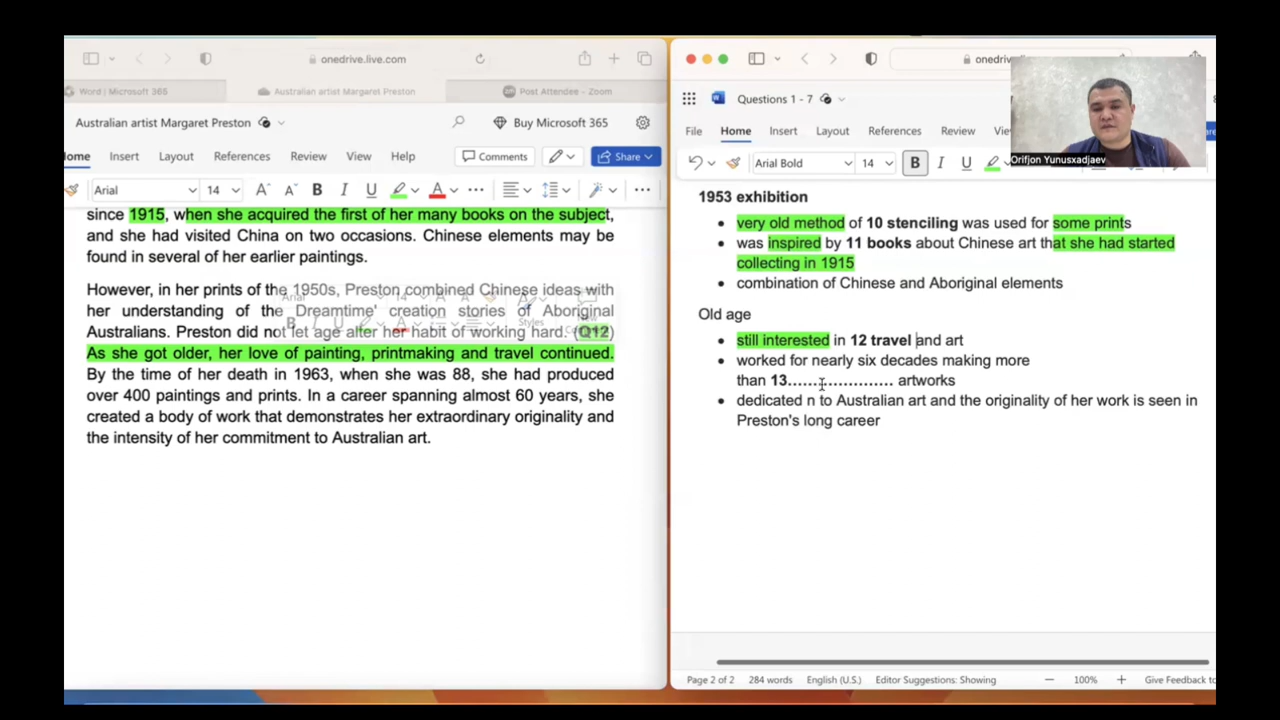 onedrive.live.com
Word | Microsoft 365
Australian artist Margaret Preston
Post Attendee - Zoom
Australian artist Margaret Preston
Buy Microsoft 365
ome
Insert
Layout
References
Review
View
Help
Comments
Share
Arial
14
since 1915, when she acquired the first of her many books on the subject,
and she had visited China on two occasions. Chinese elements may be
found in several of her earlier paintings.
However, in her prints of the 1950s, Preston combined Chinese ideas with
her understanding of the 'Dreamtime' creation stories of Aboriginal
Australians. Preston did not let age alter her habit of working hard. (Q12)
As she got older, her love of painting, printmaking and travel continued.
By the time of her death in 1963, when she was 88, she had produced
over 400 paintings and prints. In a career spanning almost 60 years, she
created a body of work that demonstrates her extraordinary originality and
the intensity of her commitment to Australian art.
Arial
14
Styles
onedriv
Orifjon Yunusxadjaev
Questions 1 - 7
File
Home
Insert
Layout
References
Review
Vie
are
Arial Bold
14
1953 exhibition
• very old method of 10 stenciling was used for some prints
• was inspired by 11 books about Chinese art that she had started
collecting in 1915
• combination of Chinese and Aboriginal elements
Old age
• still interested in 12 travel and art
• worked for nearly six decades making more
than 13...................... artworks
• dedicated n to Australian art and the originality of her work is seen in
Preston's long career
Page 2 of 2
284 words
English (U.S.)
Editor Suggestions: Showing
100%
Give Feedback to